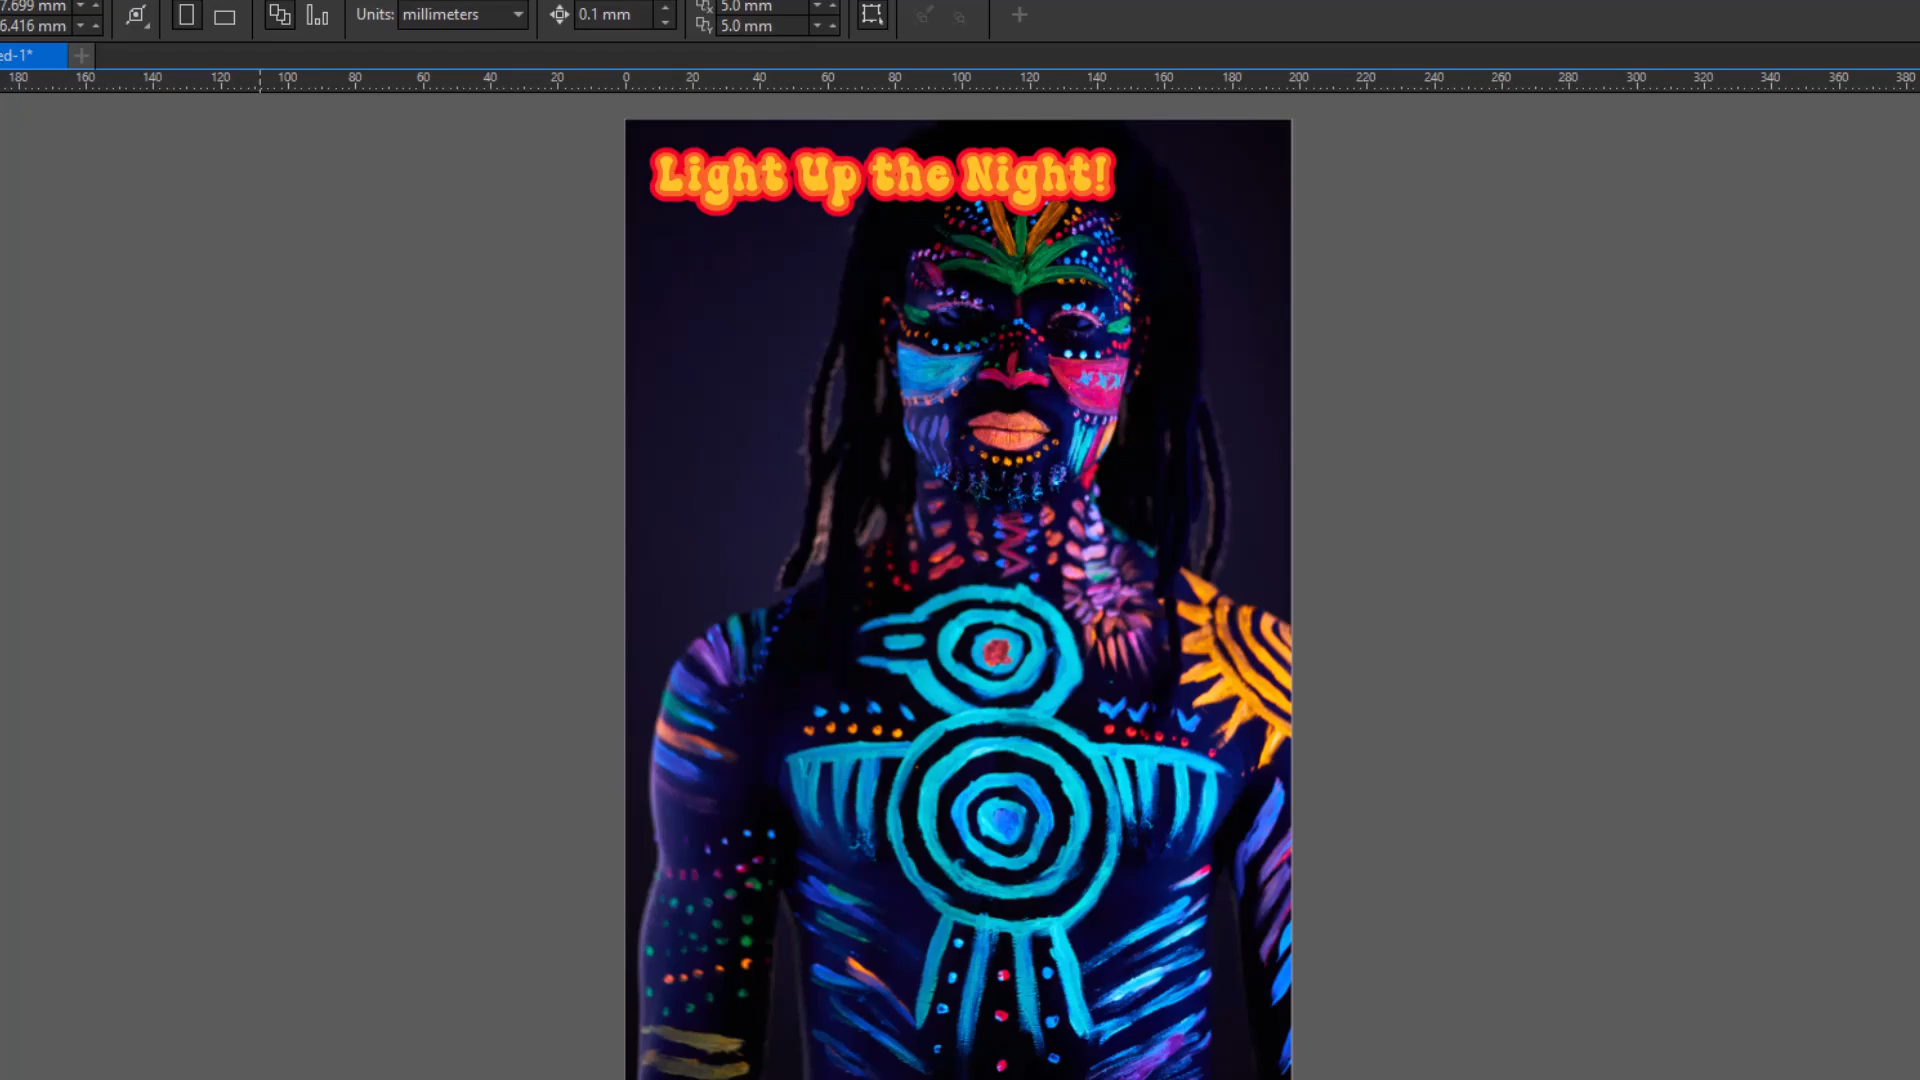 7.699 mm
6.416 mm
Units: millimeters
0.1 mm
5.0 mm
5.0 mm
ed-1*
180 160 140 120 100 80 60 40 20 0 20 40 60 80 100 120 140 160 180 200 220 240 260 280 300 320 340 360 380
Light Up the Night!